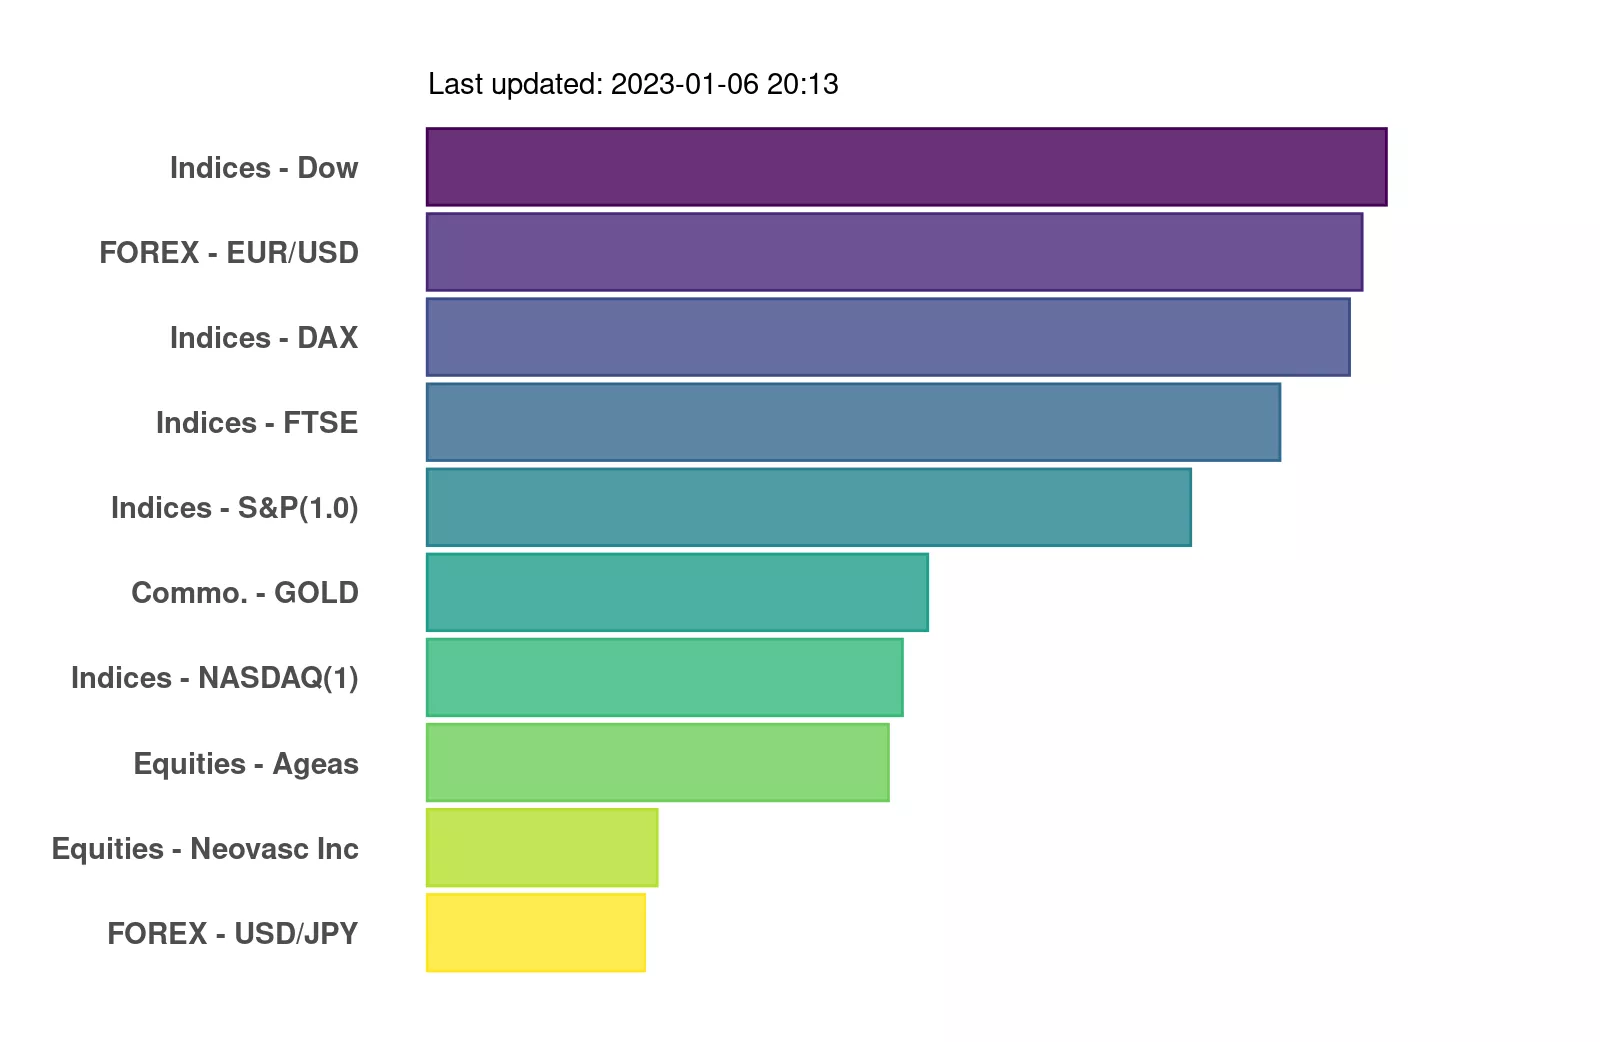 Last updated: 2023-01-06 20:13
Indices - Dow
FOREX - EUR/USD
Indices - DAX
Indices - FTSE
Indices - S&P(1.0)
Commo. - GOLD
Indices - NASDAQ(1)
Equities - Ageas
Equities - Neovasc Inc
FOREX - USD/JPY